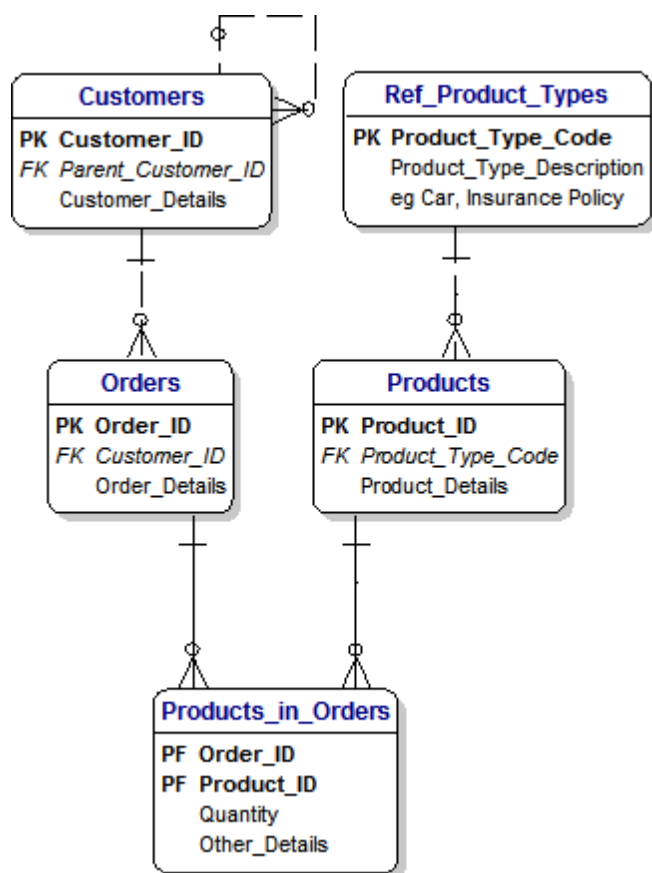 Customers
PK Customer_ID
FK Parent_Customer_ID
Customer_Details
Ref_Product_Types
PK Product_Type_Code
Product_Type_Description
eg Car, Insurance Policy
Orders
PK Order_ID
FK Customer_ID
Order_Details
Products
PK Product_ID
FK Product_Type_Code
Product_Details
Products_in_Orders
PF Order_ID
PF Product_ID
Quantity
Other_Details